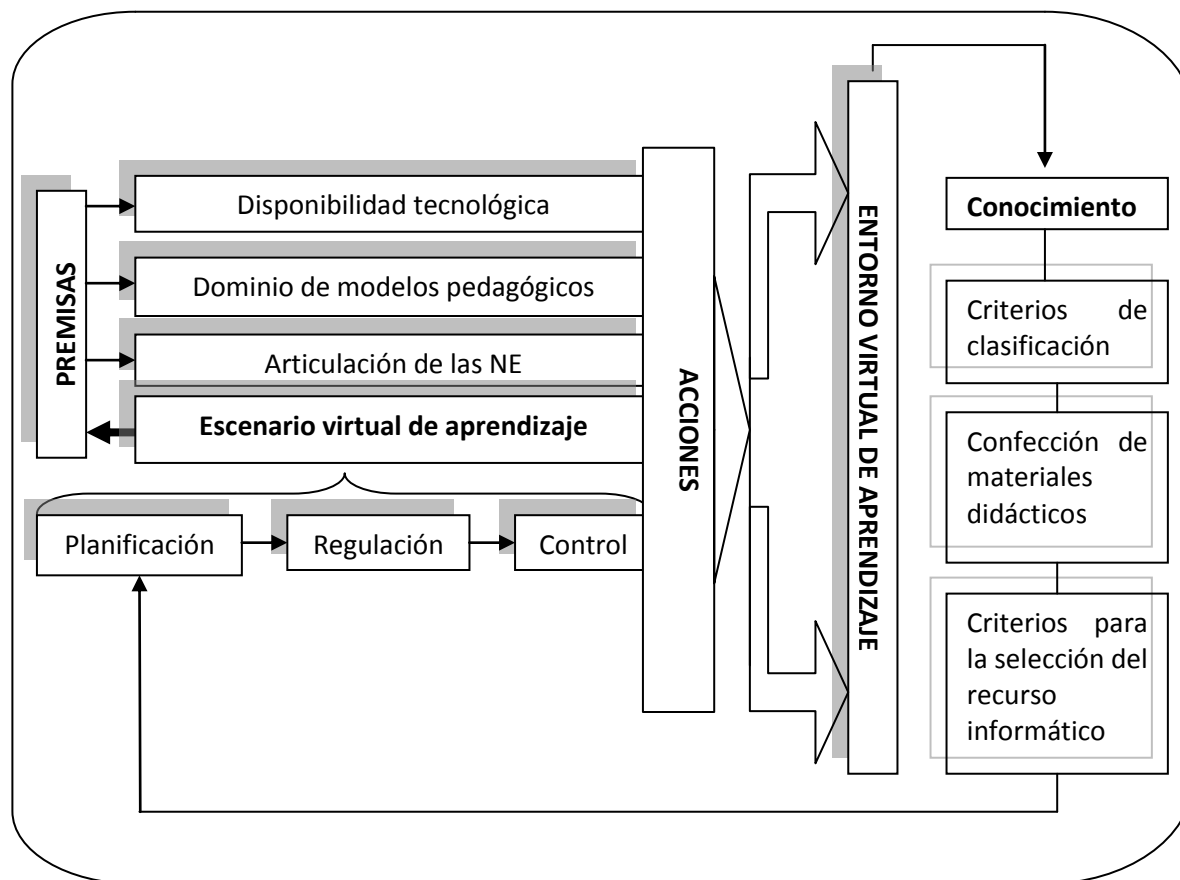 PREMISAS
Disponibilidad tecnológica
Dominio de modelos pedagógicos
Articulación de las NE
Escenario virtual de aprendizaje
Planificación
Regulación
Control
ACCIONES
ENTORNO VIRTUAL DE APRENDIZAJE
Conocimiento
Criterios de
clasificación
Confección de
materiales
didácticos
Criterios para
la selección del
recurso
informático